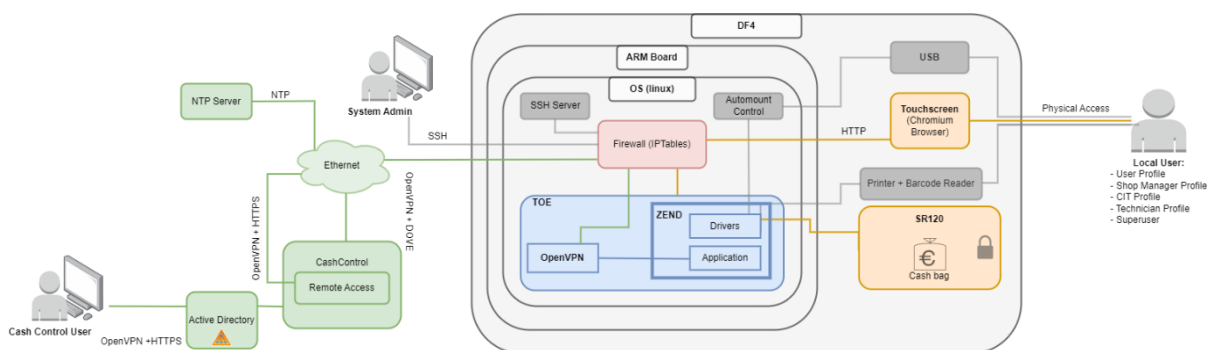 DF4
ARM Board
OS (linux)
USB
NTP Server
NTP
System Admin
SSH
SSH Server
Automount
Control
Touchscreen
(Chromium
Browser)
HTTP
Physical Access
Firewall (IPTables)
Ethernet
Local User:
- User Profile
- Shop Manager Profile
- CIT Profile
- Technician Profile
- Superuser
Printer + Barcode Reader
OpenVPN + HTTPS
OpenVPN + DOVE
TOE
ZEND
Drivers
OpenVPN
Application
SR120
€
Cash bag
CashControl
Remote Access
Cash Control User
Active Directory
OpenVPN +HTTPS